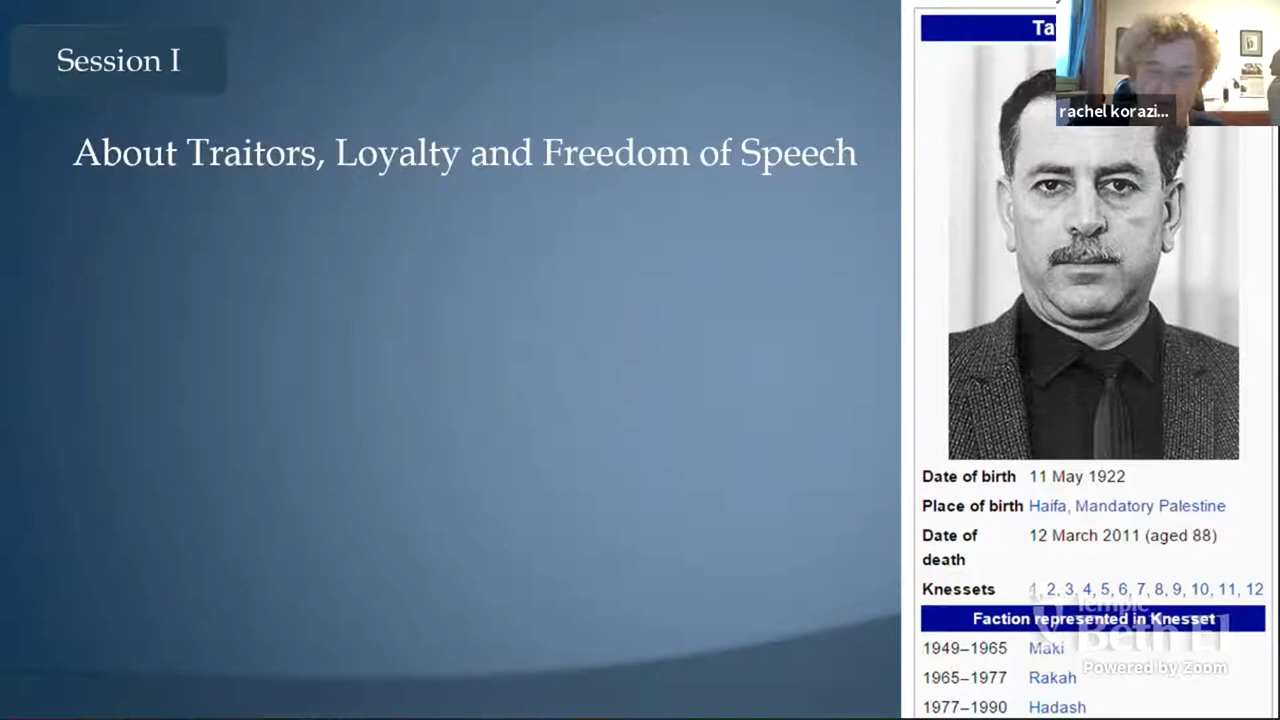 Session I
About Traitors, Loyalty and Freedom of Speech
Ta
rachel korazi...
Date of birth 11 May 1922
Place of birth Haifa, Mandatory Palestine
Date of death 12 March 2011 (aged 88)
Knessets 1, 2, 3, 4, 5, 6, 7, 8, 9, 10, 11, 12
Faction represented in Knesset
1949–1965 Maki
1965–1977 Rakah
1977–1990 Hadash
Temple
Beth El
Powered by Zoom